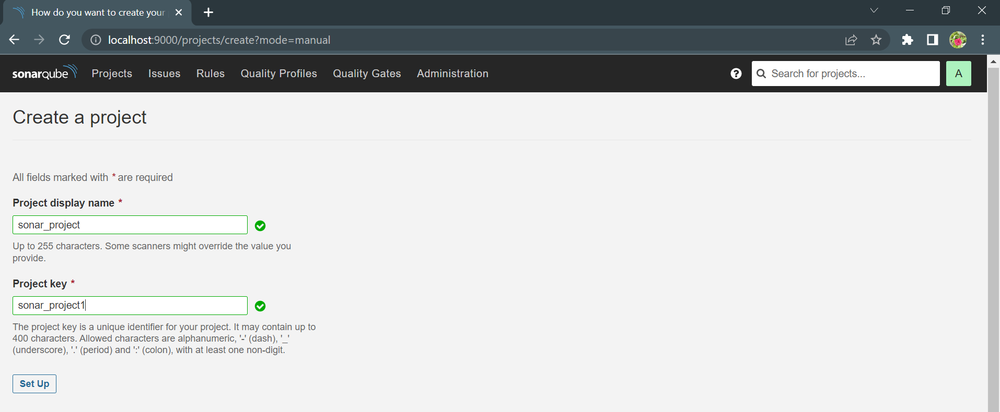 How do you want to create your
localhost:9000/projects/create?mode=manual
sonarqube Projects Issues Rules Quality Profiles Quality Gates Administration ? Search for projects... A
Create a project
All fields marked with * are required
Project display name *
sonar_project
Up to 255 characters. Some scanners might override the value you
provide.
Project key *
sonar_project1
The project key is a unique identifier for your project. It may contain up to
400 characters. Allowed characters are alphanumeric, '-' (dash), '_'
(underscore), '.' (period) and ':' (colon), with at least one non-digit.
Set Up